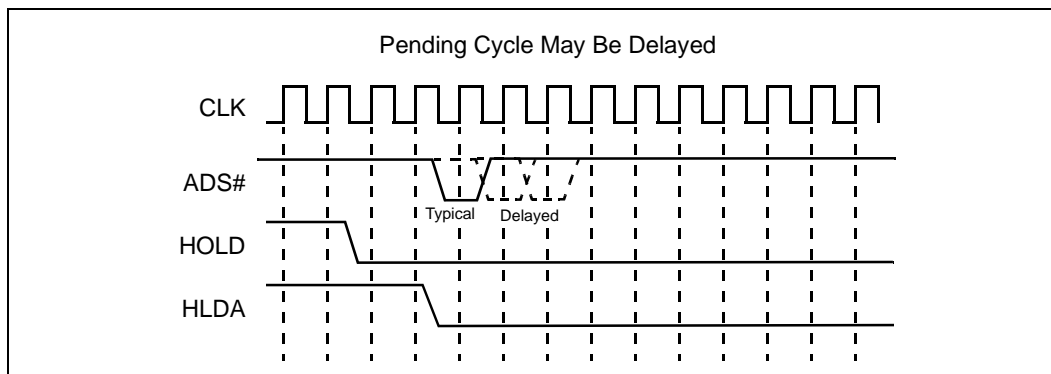 Pending Cycle May Be Delayed
CLK
ADS#
Typical
Delayed
HOLD
HLDA